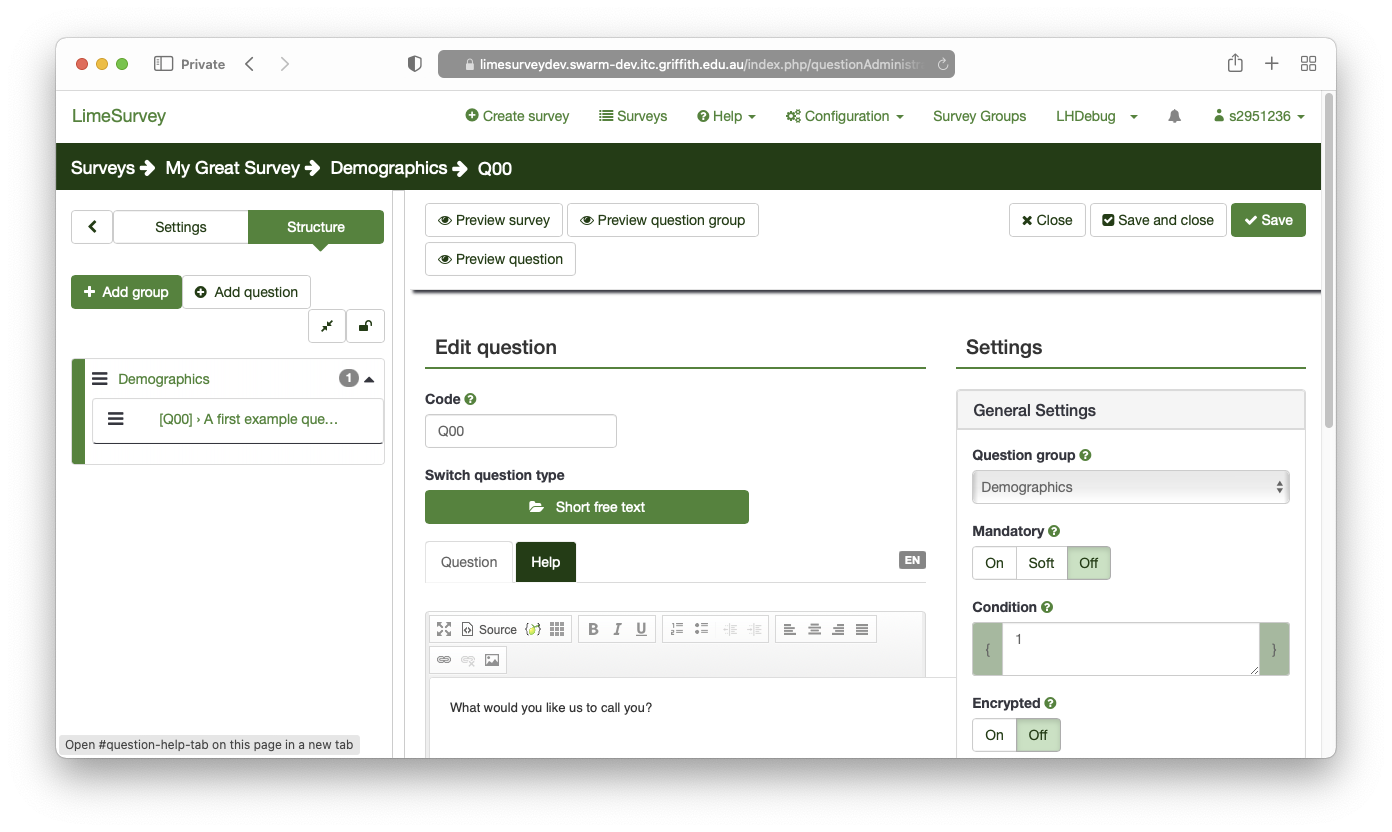 Private
limesurveydev.swarm-dev.itc.griffith.edu.au/index.php/questionAdministr
LimeSurvey
Create survey
Surveys
Help
Configuration
Survey Groups
LHDebug
s2951236
Surveys
My Great Survey
Demographics
Q00
Settings
Structure
Add group
Add question
Demographics
1
[Q00] › A first example que...
Open #question-help-tab on this page in a new tab
Preview survey
Preview question group
Close
Save and close
Save
Preview question
Edit question
Code
Q00
Switch question type
Short free text
Question
Help
EN
Source
B
I
U
What would you like us to call you?
Settings
General Settings
Question group
Demographics
Mandatory
On
Soft
Off
Condition
{
1
}
Encrypted
On
Off